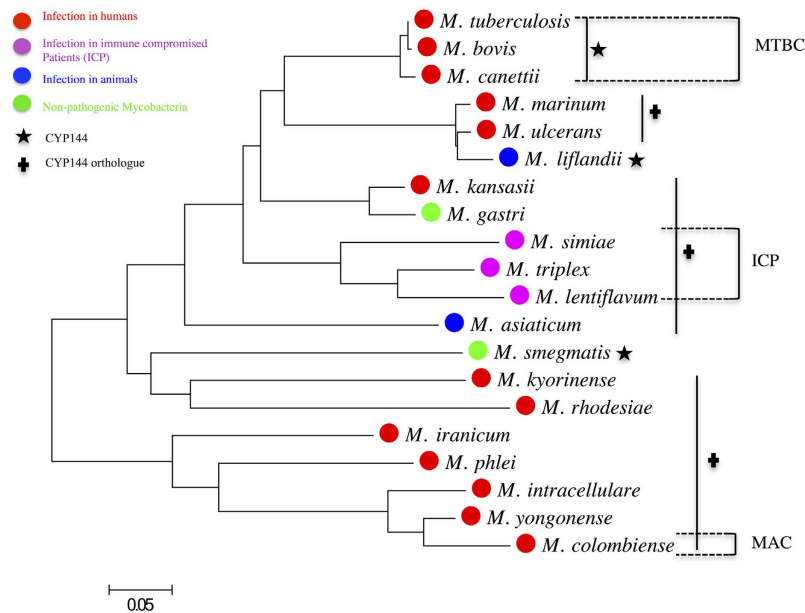 Infection in humans
Infection in immune compromised
Patients (ICP)
Infection in animals
Non-pathogenic Mycobacteria
CYP144
CYP144 orthologue
M. tuberculosis
M. bovis
M. canettii
MTBC
M. marinum
M. ulcerans
M. liflandii
M. kansasii
M. gastri
M. simiae
M. triplex
M. lentiflavum
ICP
M. asiaticum
M. smegmatis
M. kyorinense
M. rhodesiae
M. iranicum
M. phlei
M. intracellulare
M. yongonense
M. colombiense
MAC
0.05